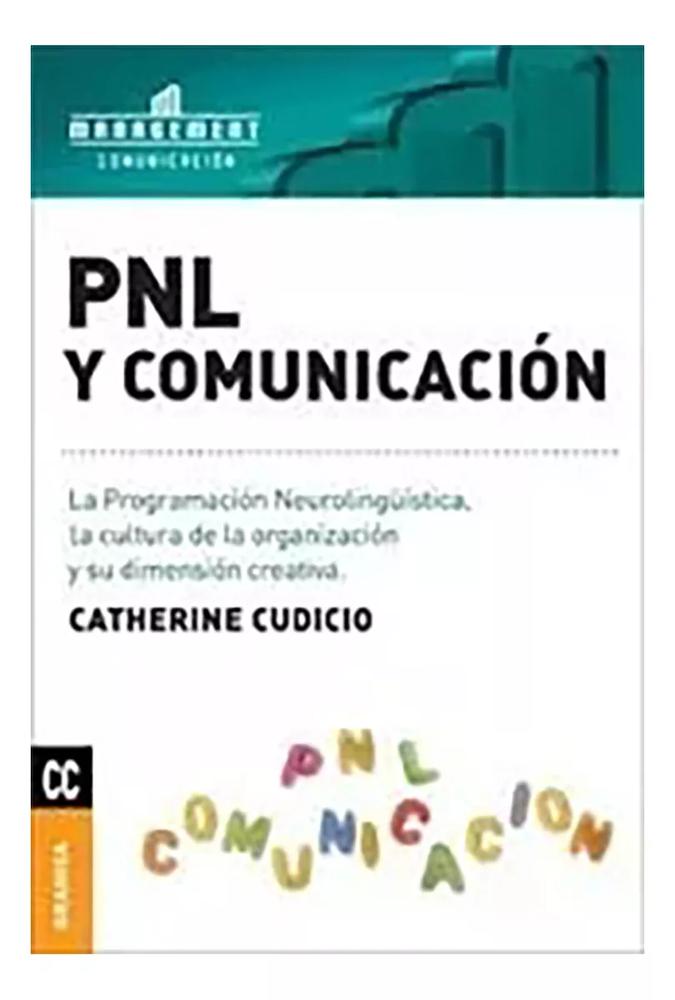 MANAGEMENT
COMUNICACIÓN
PNL
Y COMUNICACIÓN
La Programación Neurolingüística,
la cultura de la organización
y su dimensión creativa.
CATHERINE CUDICIO
PNL
COMUNICACION
CC
GRANICA